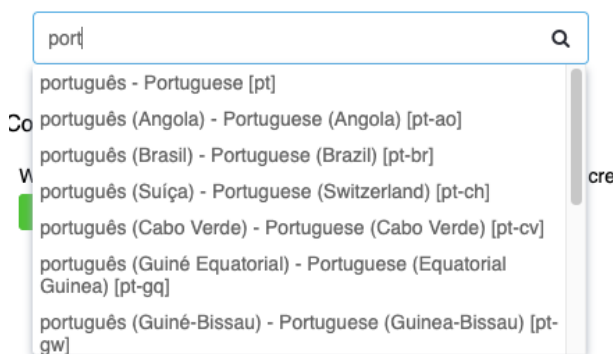 port
português - Portuguese [pt]
Co
português (Angola) - Portuguese (Angola) [pt-ao]
português (Brasil) - Portuguese (Brazil) [pt-br]
W
cre
português (Suíça) - Portuguese (Switzerland) [pt-ch]
português (Cabo Verde) - Portuguese (Cabo Verde) [pt-cv]
português (Guiné Equatorial) - Portuguese (Equatorial
Guinea) [pt-gq]
português (Guiné-Bissau) - Portuguese (Guinea-Bissau) [pt-
gw]